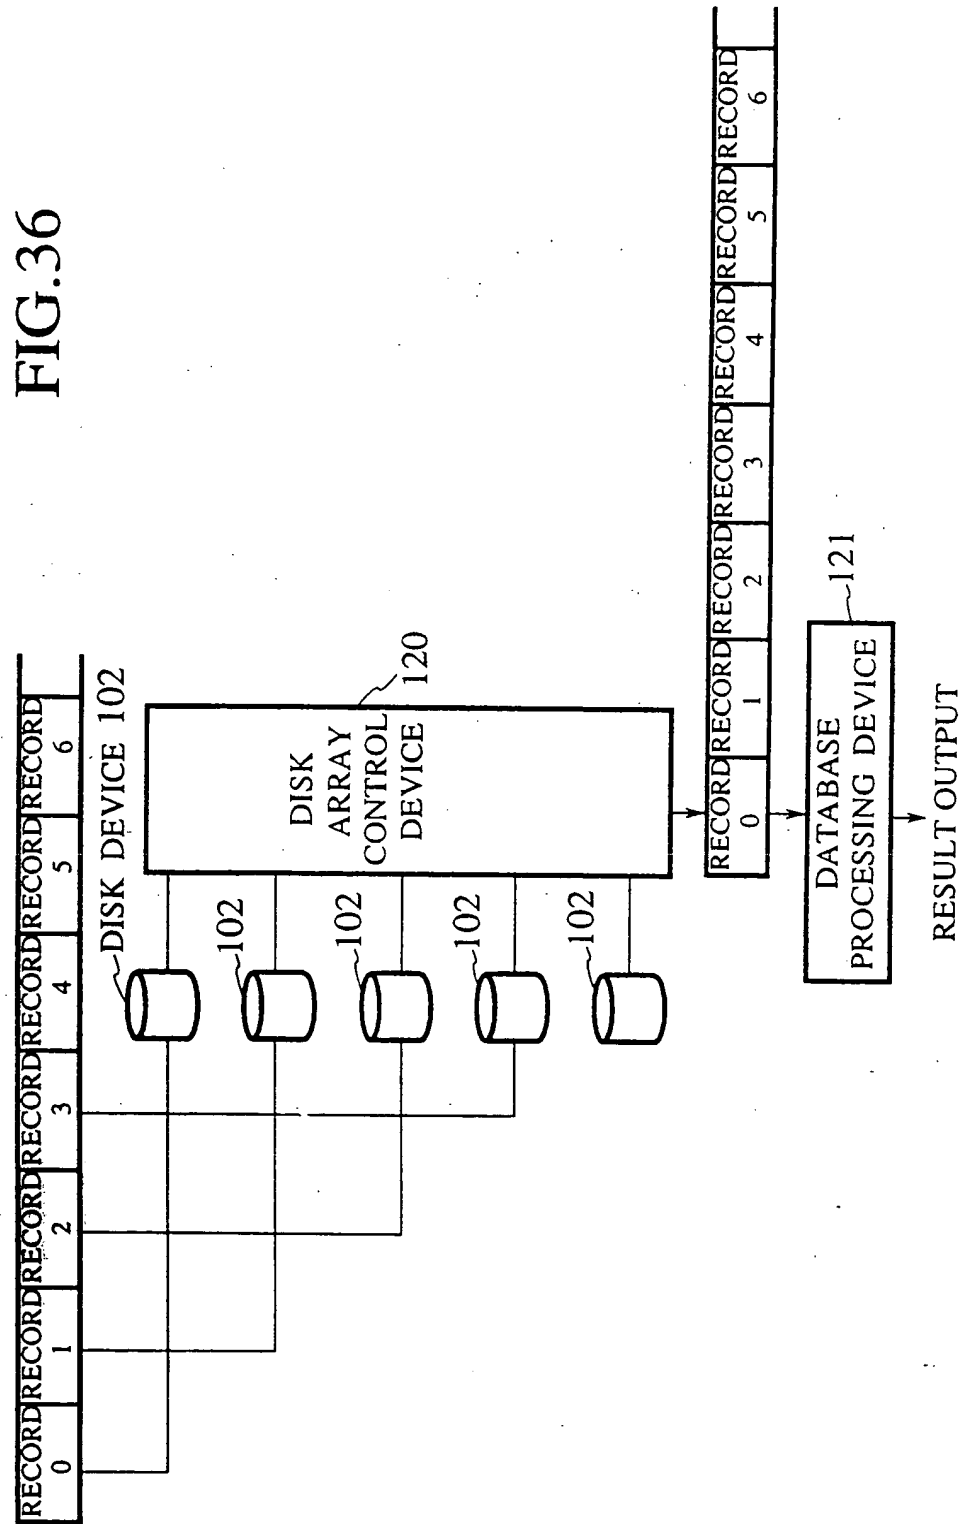 FIG.36
RECORD RECORD RECORD RECORD RECORD RECORD RECORD
0 1 2 3 4 5 6
DISK DEVICE 102
102
102
102
102
DISK
ARRAY
CONTROL
DEVICE
120
RECORD RECORD RECORD RECORD RECORD RECORD RECORD
0 1 2 3 4 5 6
DATABASE
PROCESSING DEVICE
121
RESULT OUTPUT